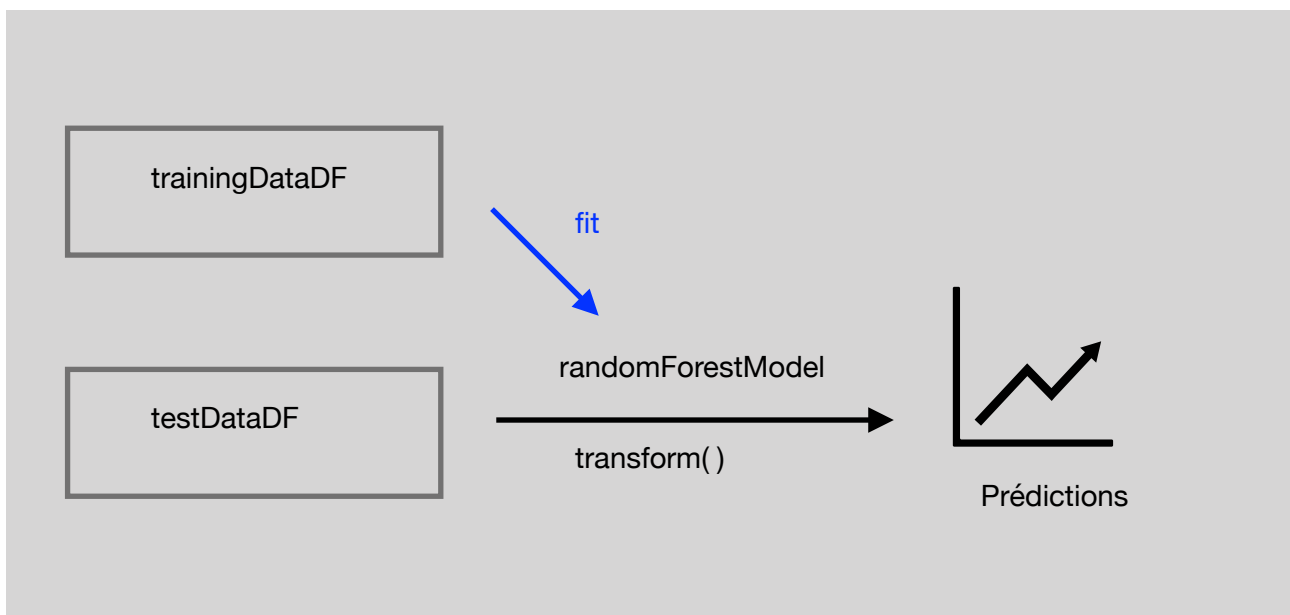 trainingDataDF
fit
randomForestModel
testDataDF
transform( )
Prédictions